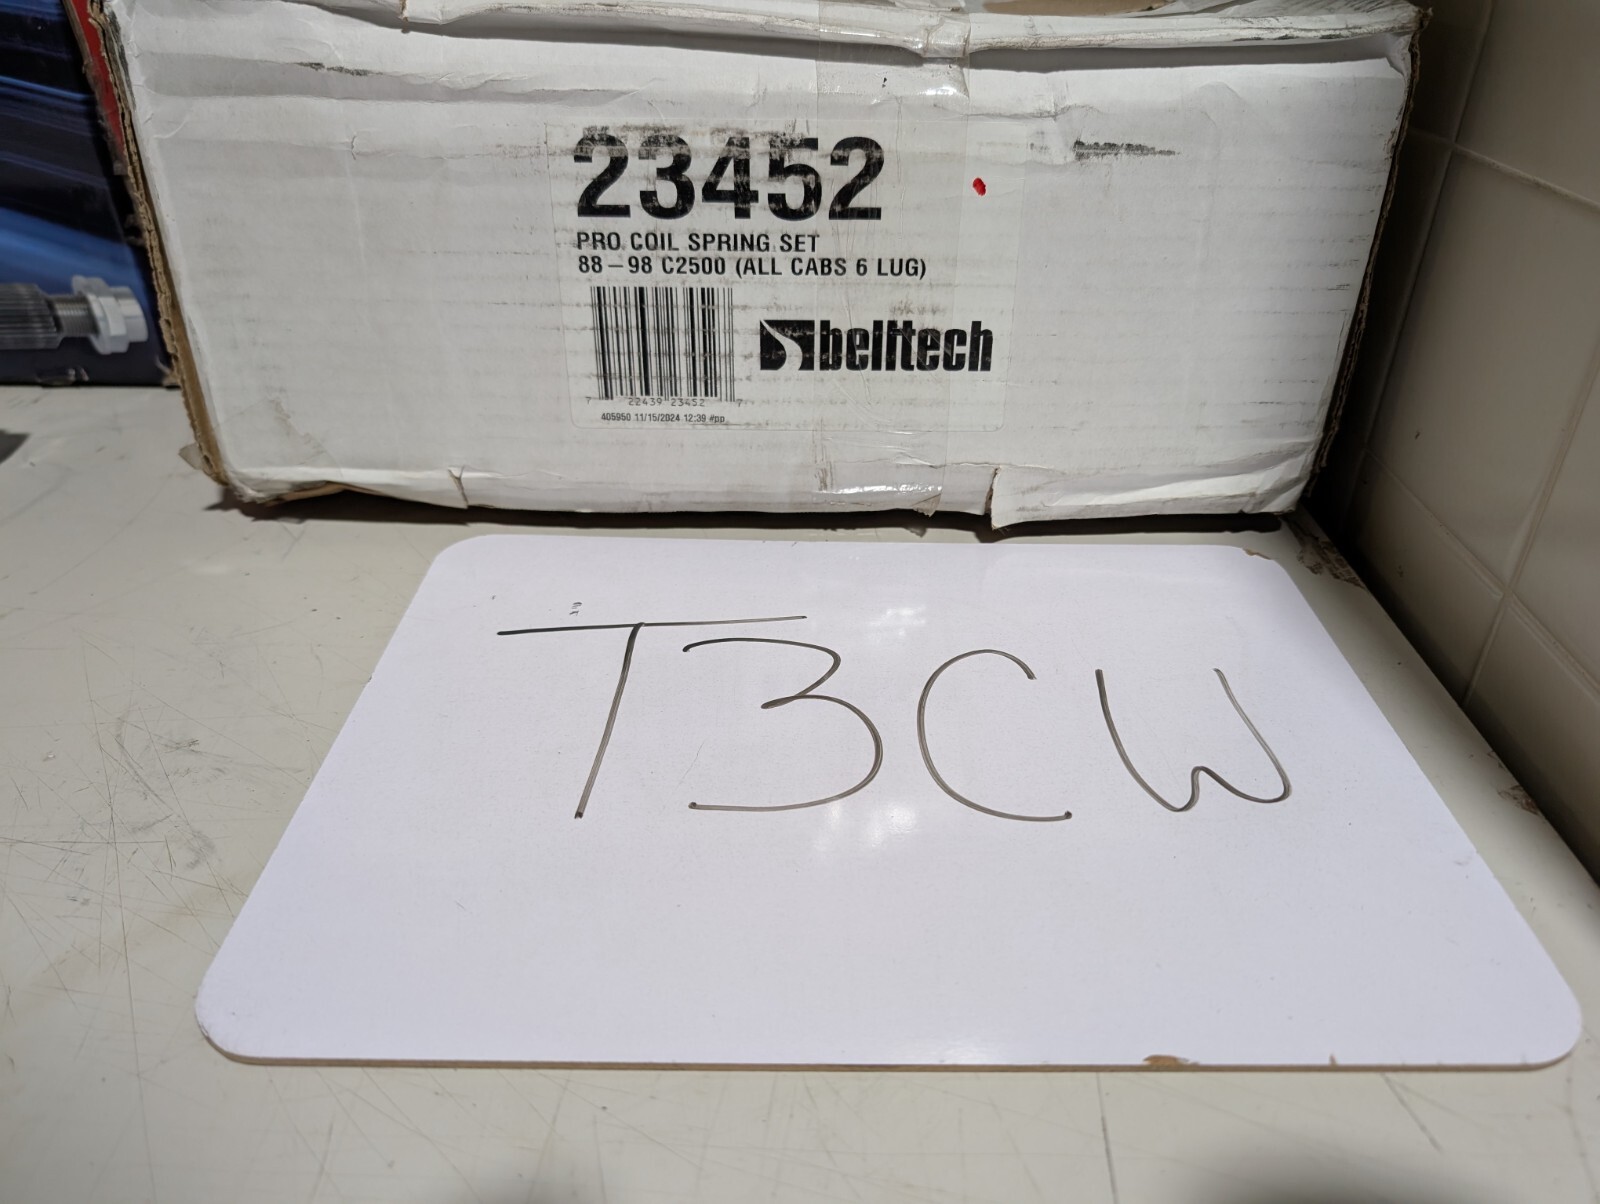 23452
PRO COIL SPRING SET
88 – 98 C2500 (ALL CABS 6 LUG)
belltech
7 22439 23452 7
405950 11/15/2024 12:39 #pp
T3CW